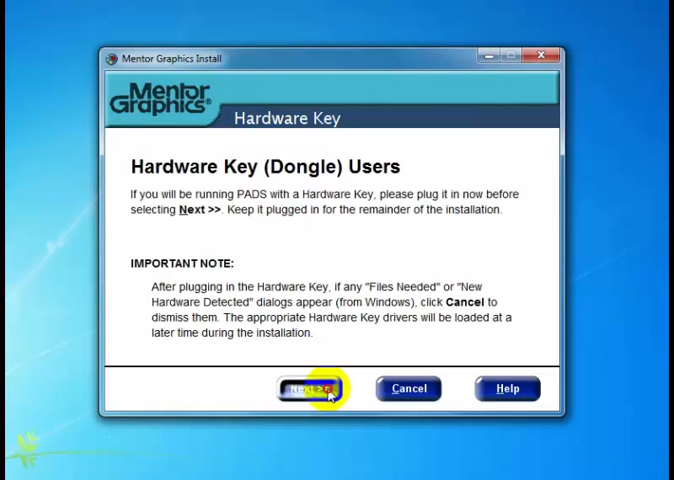 Mentor Graphics Install
Mentor
Graphics®
Hardware Key
Hardware Key (Dongle) Users
If you will be running PADS with a Hardware Key, please plug it in now before
selecting Next >>. Keep it plugged in for the remainder of the installation.
IMPORTANT NOTE:
After plugging in the Hardware Key, if any "Files Needed" or "New
Hardware Detected" dialogs appear (from Windows), click Cancel to
dismiss them. The appropriate Hardware Key drivers will be loaded at a
later time during the installation.
Next >> Cancel Help